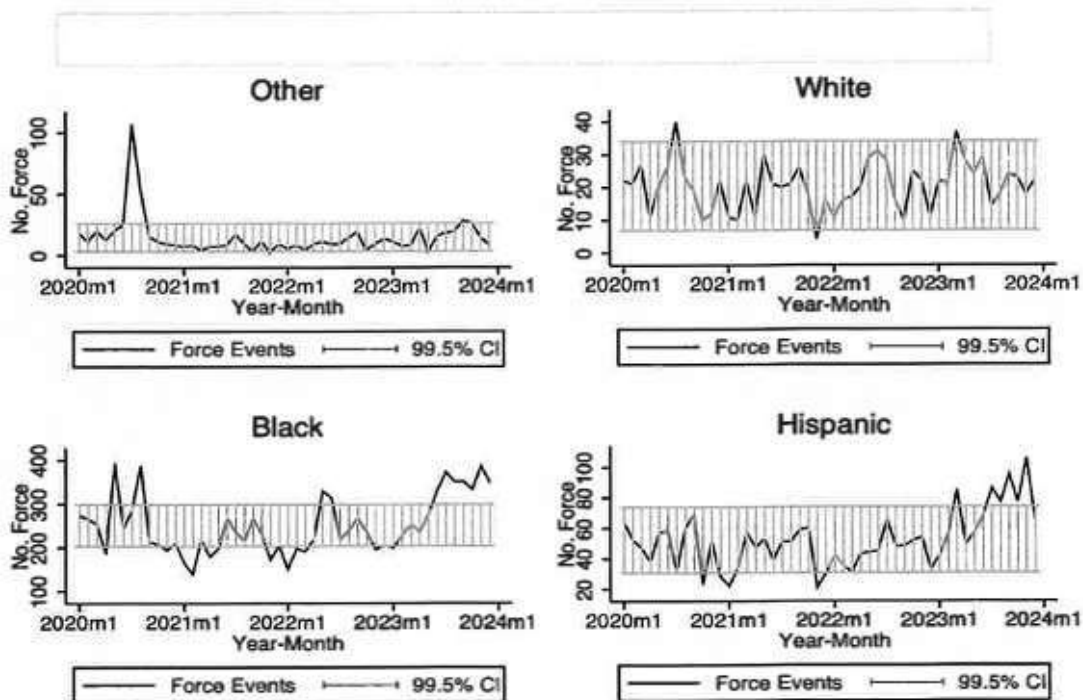 Other
No. Force
0 50 100
2020m1 2021m1 2022m1 2023m1 2024m1
Year-Month
Force Events 99.5% CI
White
No. Force
0 10 20 30 40
2020m1 2021m1 2022m1 2023m1 2024m1
Year-Month
Force Events 99.5% CI
Black
No. Force
100 200 300 400
2020m1 2021m1 2022m1 2023m1 2024m1
Year-Month
Force Events 99.5% CI
Hispanic
No. Force
20 40 60 80 100
2020m1 2021m1 2022m1 2023m1 2024m1
Year-Month
Force Events 99.5% CI